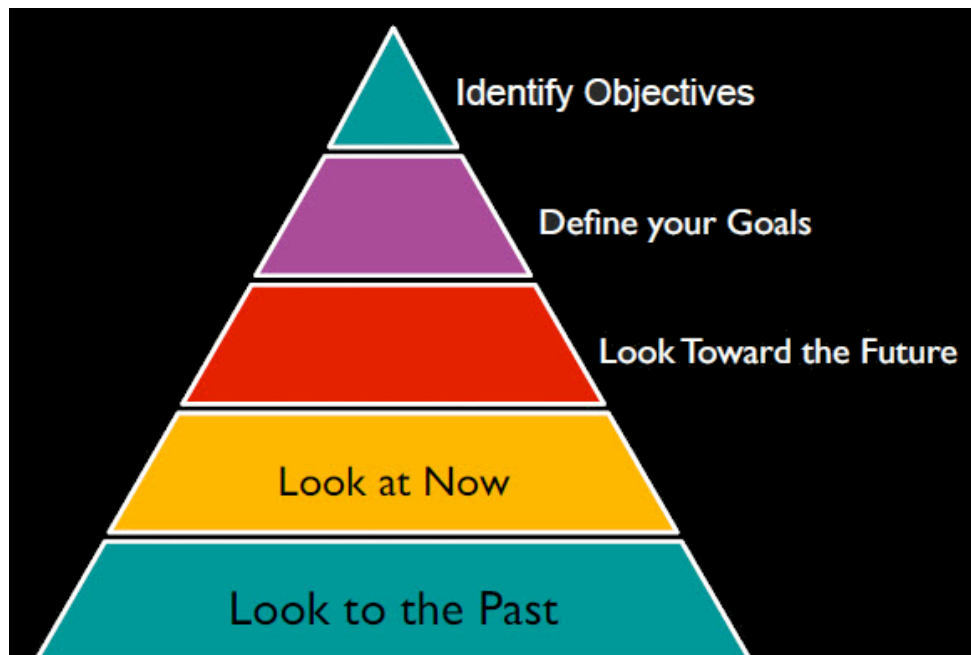 Identify Objectives
Define your Goals
Look Toward the Future
Look at Now
Look to the Past